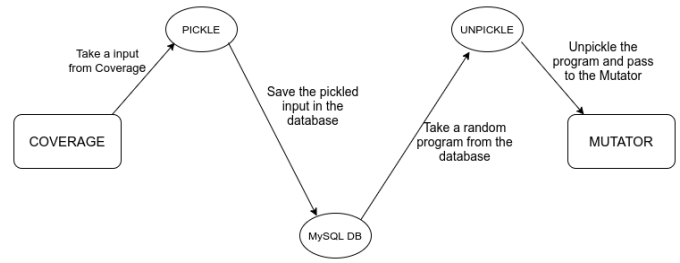 PICKLE
UNPICKLE
Take a input
from Coverage
Unpickle the
program and pass
to the Mutator
Save the pickled
input in the
database
COVERAGE
Take a random
program from the
database
MUTATOR
MySQL DB